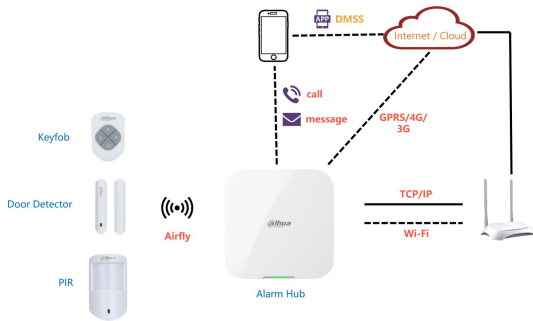 APP DMSS
Internet / Cloud
call
message
GPRS/4G/
3G
Keyfob
Door Detector
Airfly
alhua
TCP/IP
Wi-Fi
PIR
Alarm Hub